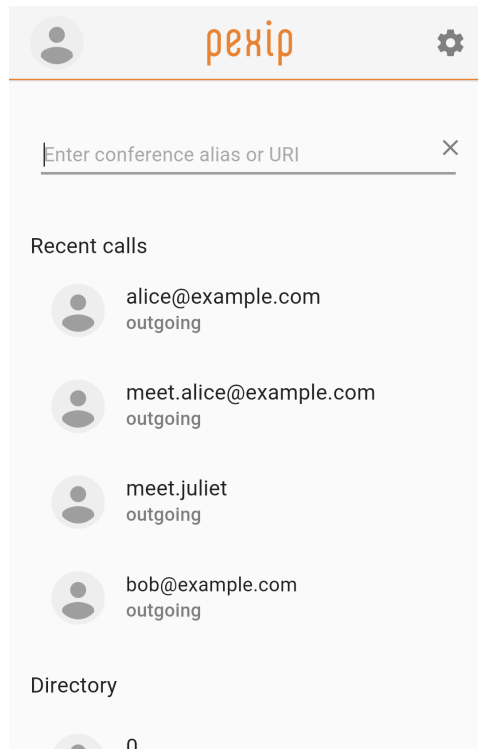 pexip
Enter conference alias or URI
Recent calls
alice@example.com
outgoing
meet.alice@example.com
outgoing
meet.juliet
outgoing
bob@example.com
outgoing
Directory